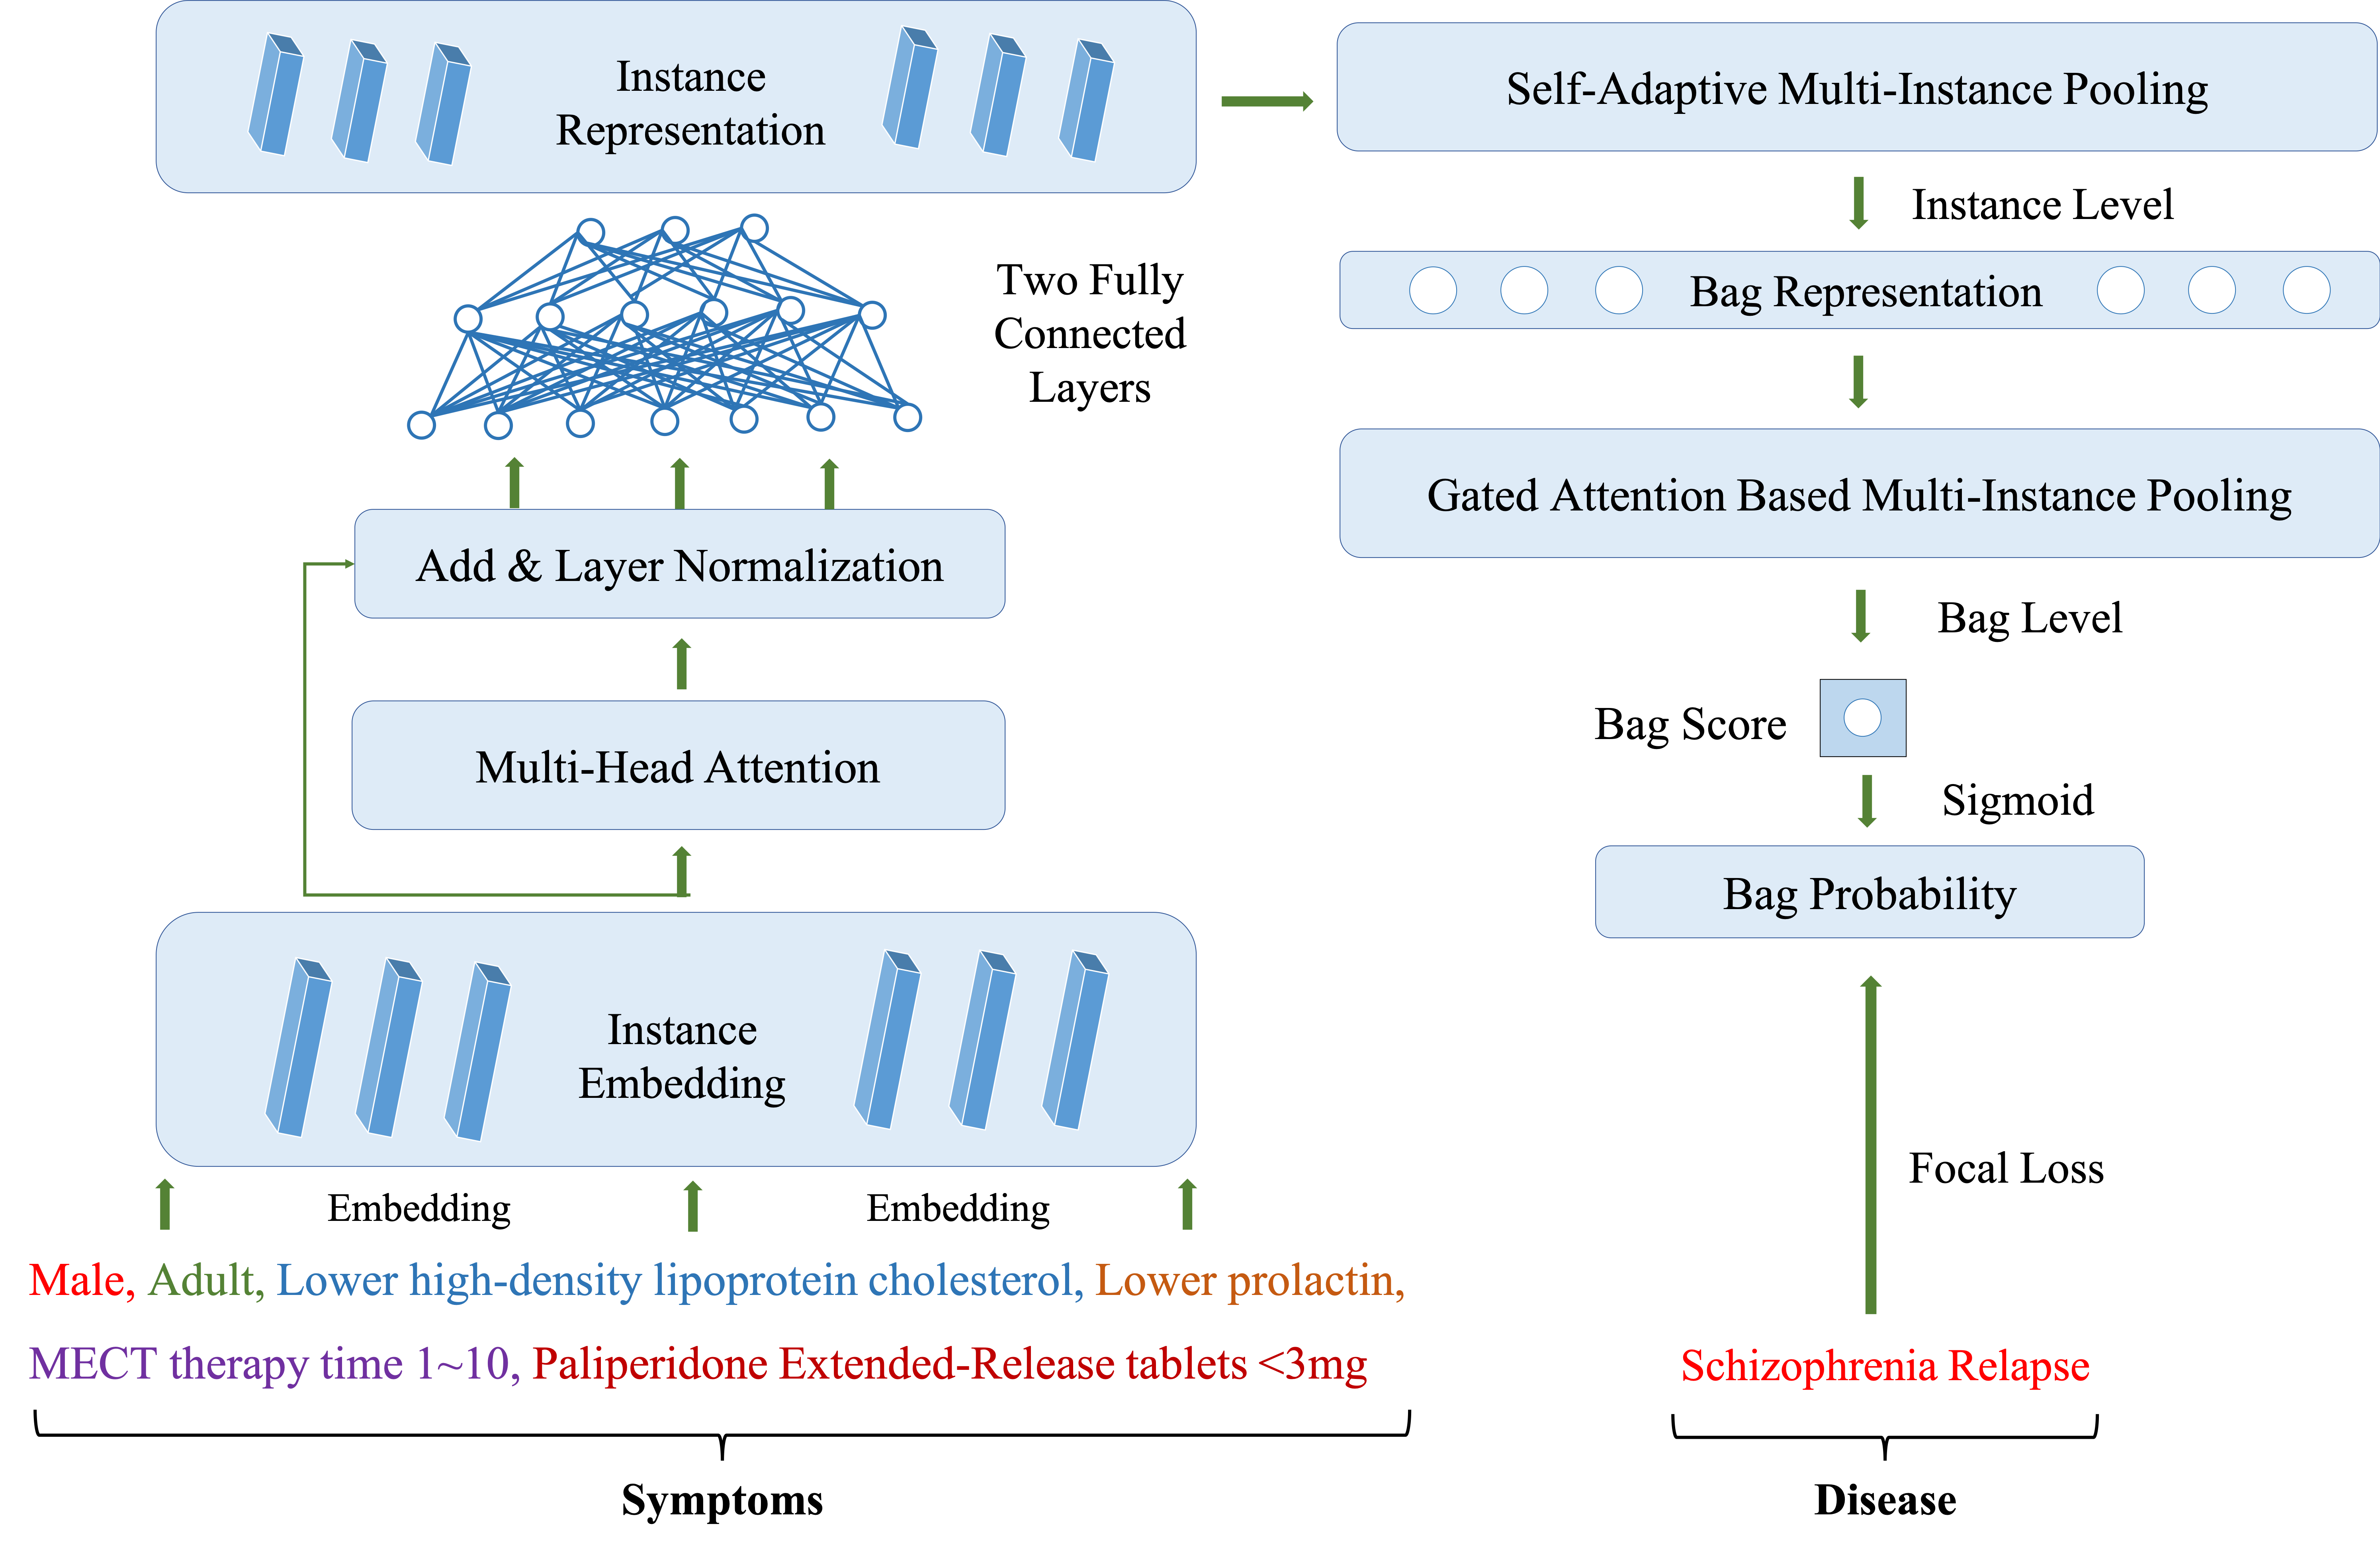 Instance
Representation
Two Fully
Connected
Layers
Add & Layer Normalization
Multi-Head Attention
Instance
Embedding
Embedding
Embedding
Male, Adult, Lower high-density lipoprotein cholesterol, Lower prolactin,
MECT therapy time 1~10, Paliperidone Extended-Release tablets <3mg
Symptoms
Self-Adaptive Multi-Instance Pooling
Instance Level
Bag Representation
Gated Attention Based Multi-Instance Pooling
Bag Level
Bag Score
Sigmoid
Bag Probability
Focal Loss
Schizophrenia Relapse
Disease